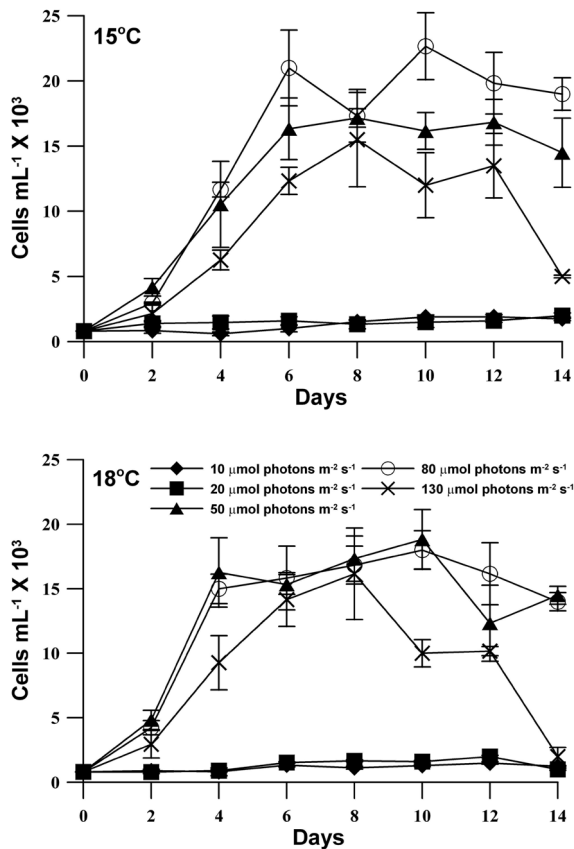 25
15°C
20
15
10
5
0
Cells mL⁻¹ X 10³
0 2 4 6 8 10 12 14
Days
25
18°C
10 μmol photons m⁻² s⁻¹
80 μmol photons m⁻² s⁻¹
20 μmol photons m⁻² s⁻¹
130 μmol photons m⁻² s⁻¹
50 μmol photons m⁻² s⁻¹
20
15
10
5
0
Cells mL⁻¹ X 10³
0 2 4 6 8 10 12 14
Days